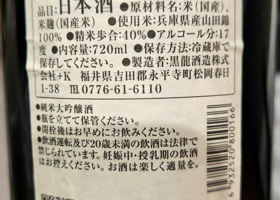 品目:日本酒 ●原材料名:米(国産)、
米麹(国産米) ●使用米:兵庫県産山田錦
100% ●精米歩合:40% ●アルコール分:17
度 ●内容量:720ml ●保存方法:冷蔵庫で
保存してください。 ●製造者:黒龍酒造株式会
社+K 福井県吉田郡永平寺町松岡春日
1-38 ☎0776-61-6110
●純米大吟醸酒
●瓶を立てて保管ください。
●開栓後はお早めにお飲みください。
●飲酒運転及び20歳未満の飲酒は法律で
禁じられています。妊娠中・授乳期の飲酒
はお控えください。お酒は楽しく適量を。
4 932520 800166